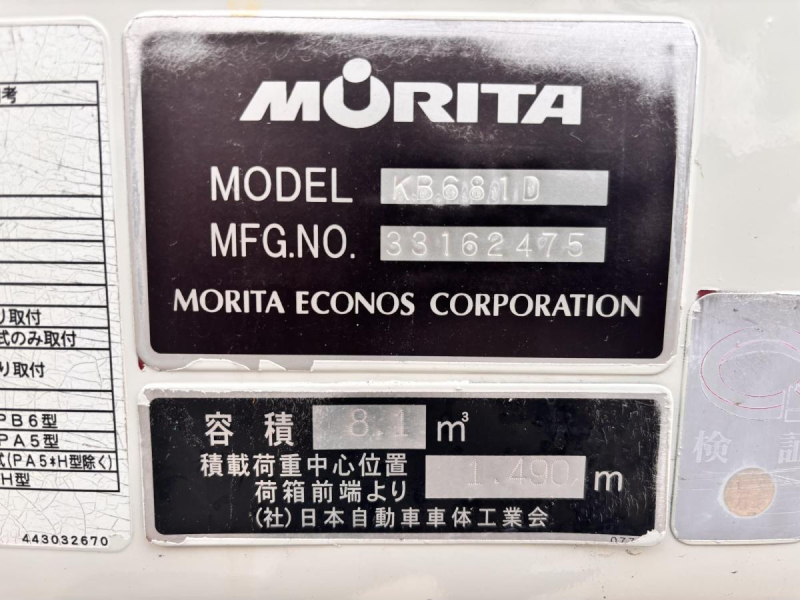 MORITA
MODEL KB681D
MFG.NO. 33162475
MORITA ECONOS CORPORATION
容積 8.1 m³
積載荷重中心位置
荷箱前端より 1.490 m
(社)日本自動車車体工業会
考
り取付
式のみ取付
り取付
PB6型
PA5型
式(PA5*H型除く)
H型
443032670
検